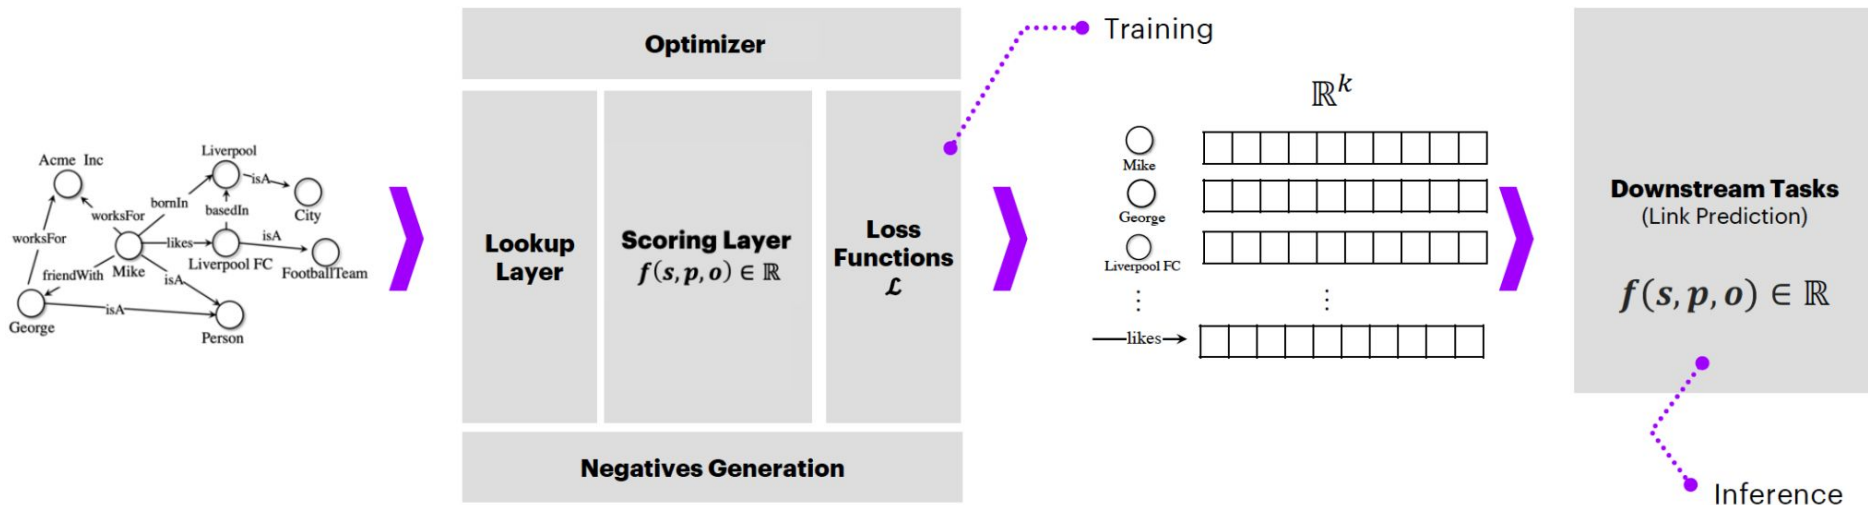 Acme Inc
Liverpool
isA
City
bornIn
worksFor
basedIn
worksFor
likes
isA
Mike
Liverpool FC
FootballTeam
friendWith
isA
George
isA
Person
Optimizer
Lookup
Layer
Scoring Layer
f(s, p, o) ∈ ℝ
Loss
Functions
ℒ
Negatives Generation
Training
ℝᵏ
Mike
George
Liverpool FC
⋮
⋮
likes
Downstream Tasks
(Link Prediction)
f(s, p, o) ∈ ℝ
Inference